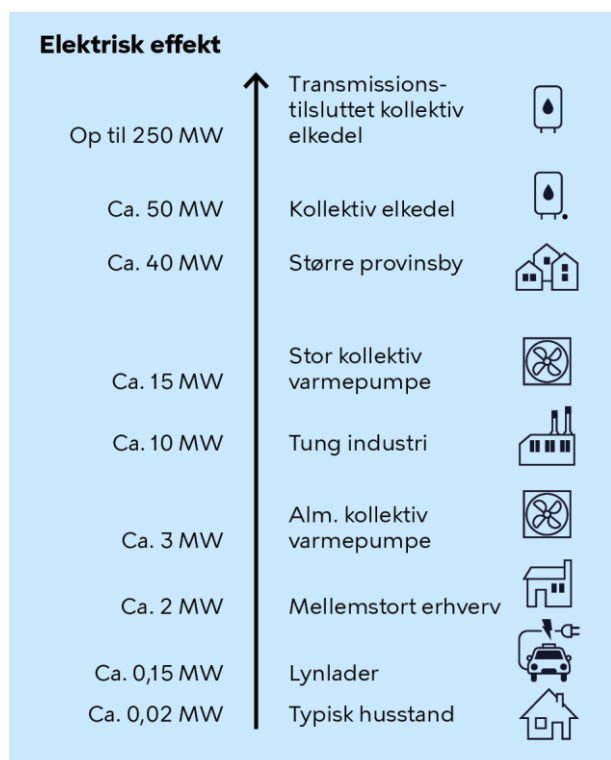 Elektrisk effekt
Transmissions-
tilsluttet kollektiv
Op til 250 MW elkedel
Ca. 50 MW Kollektiv elkedel
Ca. 40 MW Større provinsby
Stor kollektiv
Ca. 15 MW varmepumpe
Ca. 10 MW Tung industri
Alm. kollektiv
Ca. 3 MW varmepumpe
Ca. 2 MW Mellemstort erhverv
Ca. 0,15 MW Lynlader
Ca. 0,02 MW Typisk husstand